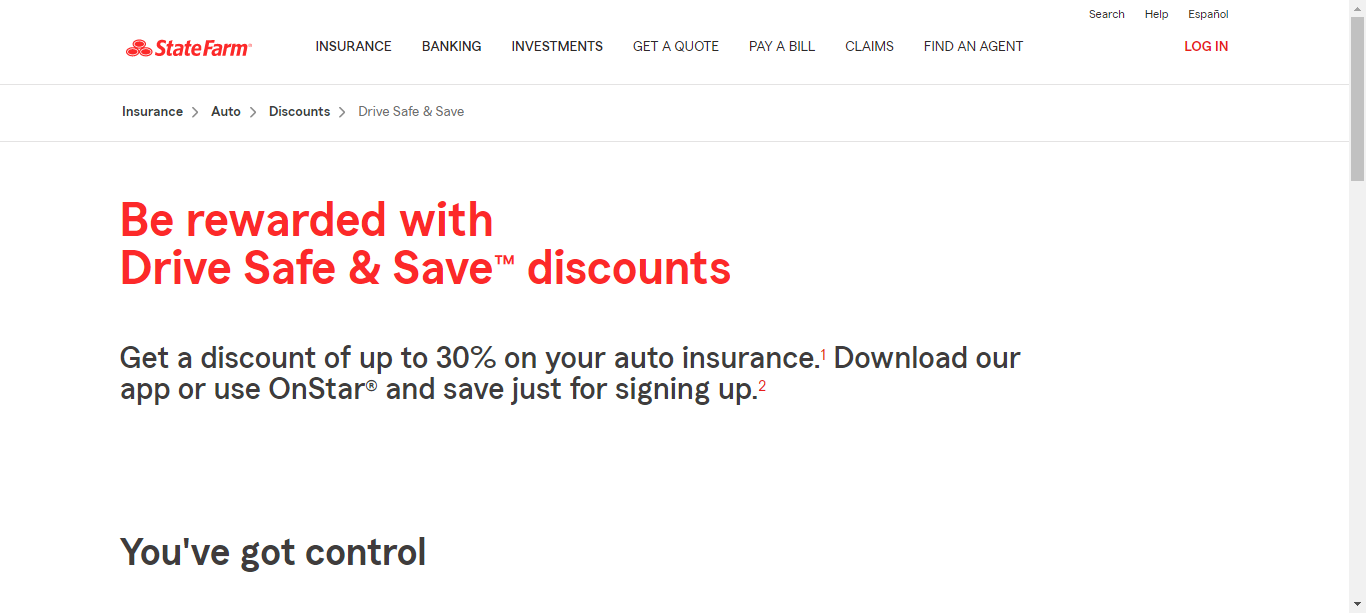 Search Help Español
State Farm®
INSURANCE BANKING INVESTMENTS GET A QUOTE PAY A BILL CLAIMS FIND AN AGENT LOG IN
Insurance > Auto > Discounts > Drive Safe & Save
Be rewarded with
Drive Safe & Save™ discounts
Get a discount of up to 30% on your auto insurance.1 Download our
app or use OnStar® and save just for signing up.2
You've got control